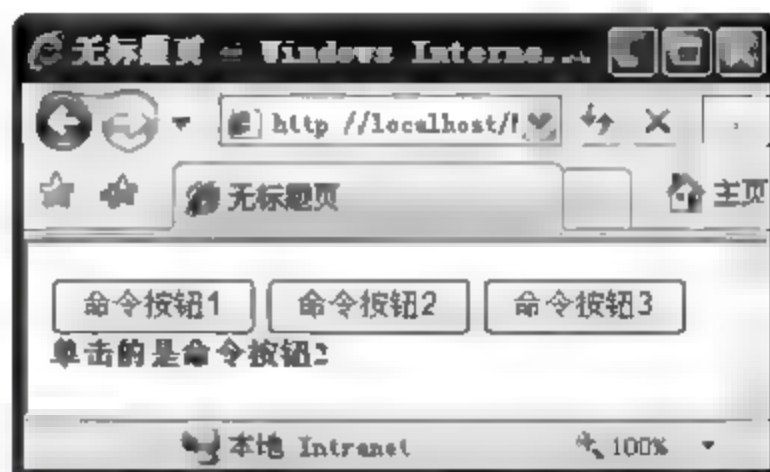 无标题页 - Windows Interne...
http //localhost/
无标题页 主页
命令按钮1 命令按钮2 命令按钮3
单击的是命令按钮2
本地 Intranet 100%